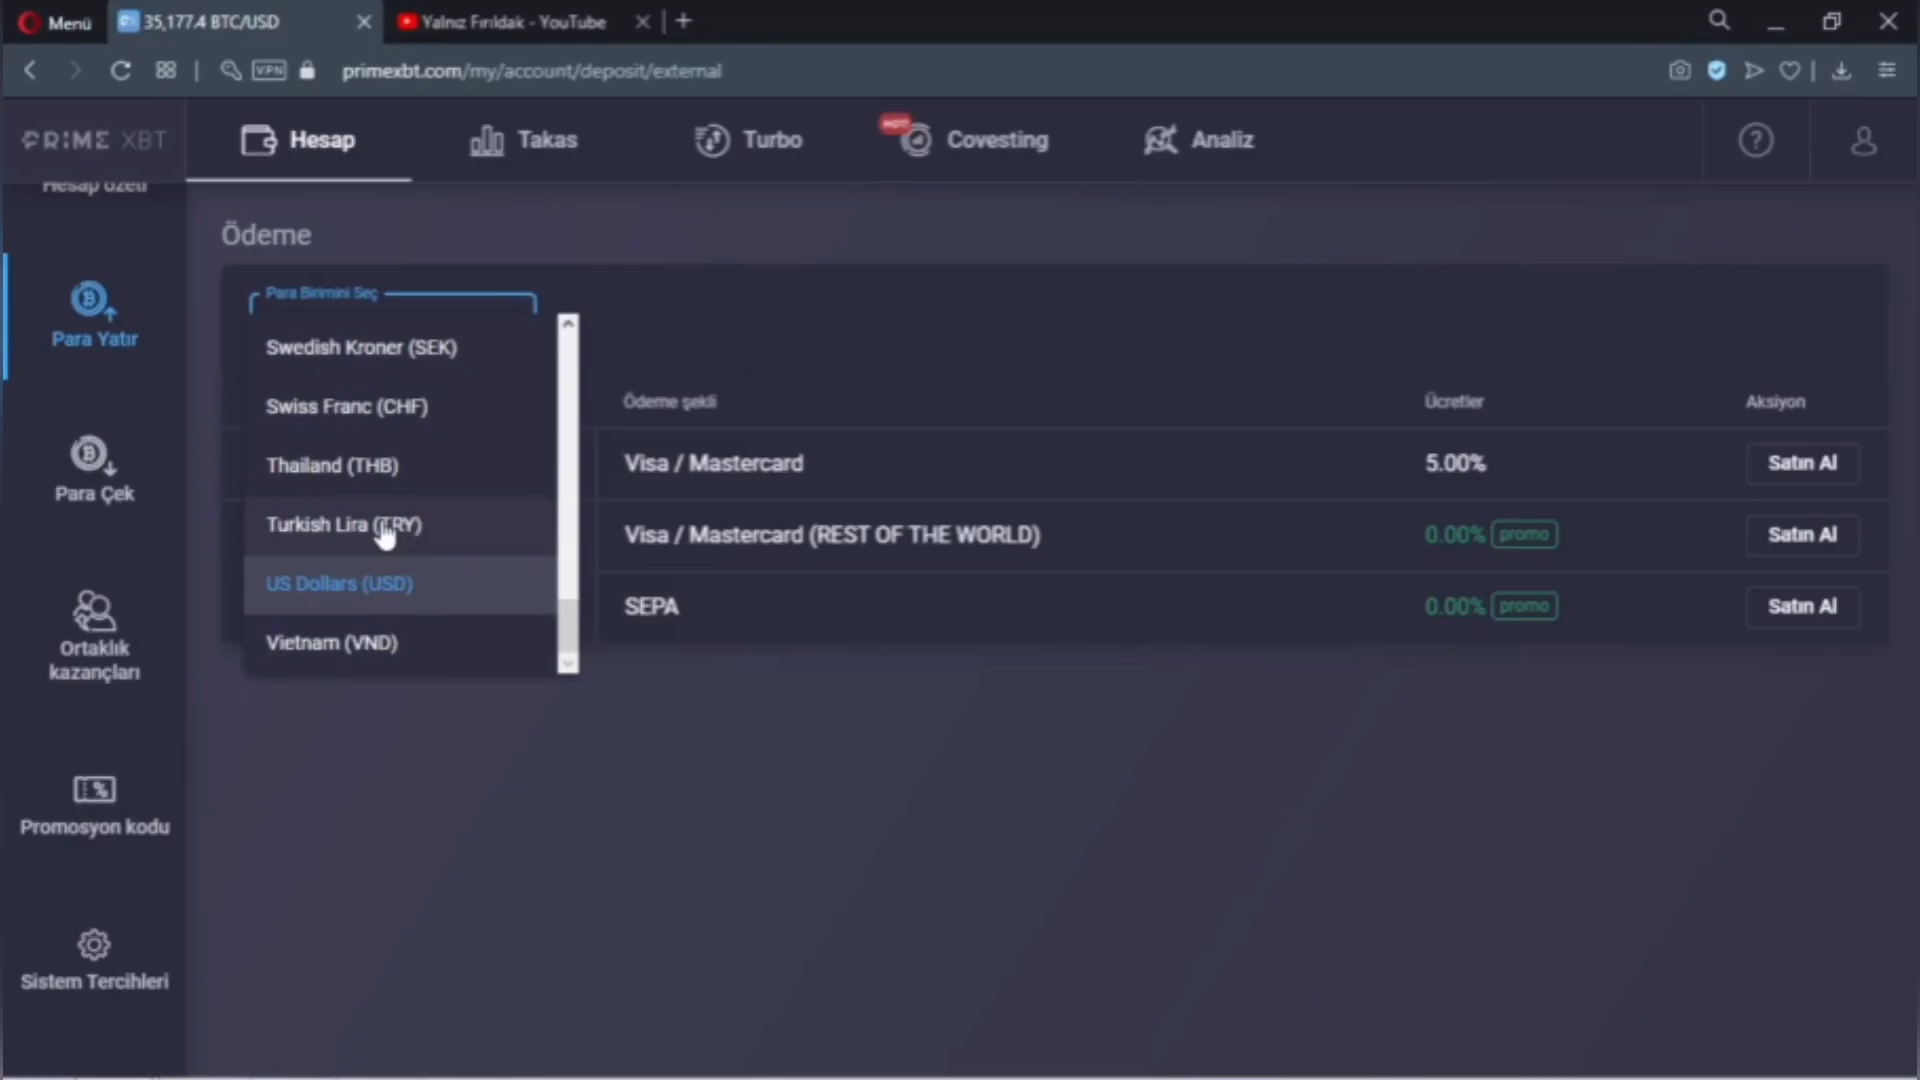 Menü
35,177.4 BTC/USD
Yalnız Fırıldak - YouTube
VPN
primexbt.com/my/account/deposit/external
PRIME XBT
Hesap
Takas
Turbo
HOT!
Covesting
Analiz
Hesap özeti
Para Yatır
Para Çek
Ortaklık
kazançları
Promosyon kodu
Sistem Tercihleri
Ödeme
Para Birimini Seç
Swedish Kroner (SEK)
Swiss Franc (CHF)
Thailand (THB)
Turkish Lira (TRY)
US Dollars (USD)
Vietnam (VND)
Ödeme şekli
Ücretler
Aksiyon
Visa / Mastercard
5.00%
Satın Al
Visa / Mastercard (REST OF THE WORLD)
0.00% promo
Satın Al
SEPA
0.00% promo
Satın Al